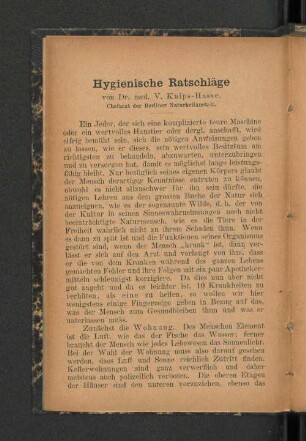 Hygienische Ratschläge
von Dr. med. V. Knips-Hasse,
Chefarzt der Berliner Naturheilanstalt.
Ein Jeder, der sich eine komplizierte teure Maschine
oder ein wertvolles Haustier oder dergl. anschafft, wird
eifrig bemüht sein, sich die nötigen Anweisungen geben
zu lassen, wie er dieses, sein wertvolles Besitztum am
richtigsten zu behandeln, abzuwarten, unterzubringen
und zu versorgen hat, damit es möglichst lange leistungs-
fähig bleibt. Nur bezüglich seines eigenen Körpers glaubt
der Mensch derartige Kenntnisse entraten zu können,
obwohl es nicht allzuschwer für ihn sein dürfte, die
nötigen Lehren aus dem grossen Buche der Natur sich
anzueignen, wie es der sogenannte Wilde, d. h. der von
der Kultur in seinen Sinneswahrnehmungen noch nicht
beeinträchtigte Naturmensch, wie es die Tiere in der
Freiheit wahrlich nicht zu ihrem Schaden thun. Wenn
es dann zu spät ist und die Funktionen seines Organismus
gestört sind, wenn der Mensch „krank“ ist, dann ver-
lässt er sich auf den Arzt und verlangt von ihm, dass
er die von dem Kranken während des ganzen Lebens
gemachten Fehler und ihre Folgen mit ein paar Apotheker-
mitteln schleunigst korrigiere. Da dies nun aber nicht
gut angeht, und da es leichter ist, 10 Krankheiten zu
verhüten, als eine zu heilen, so wollen wir hier
wenigstens einige Fingerzeige geben in Bezug auf das,
was der Mensch zum Gesundbleiben thun und was er
unterlassen muss.
Zunächst die Wohnung. Des Menschen Element
ist die Luft, wie das der Fische das Wasser; ferner
braucht der Mensch wie jedes Lebewesen das Sonnenlicht.
Bei der Wahl der Wohnung muss also darauf gesehen
werden, dass Luft und Sonne reichlich Zutritt finden.
Kellerwohnungen sind ganz verwerflich und daher
meistens auch polizeilich verboten. Die oberen Etagen
der Häuser sind den unteren vorzuziehen, ebenso das